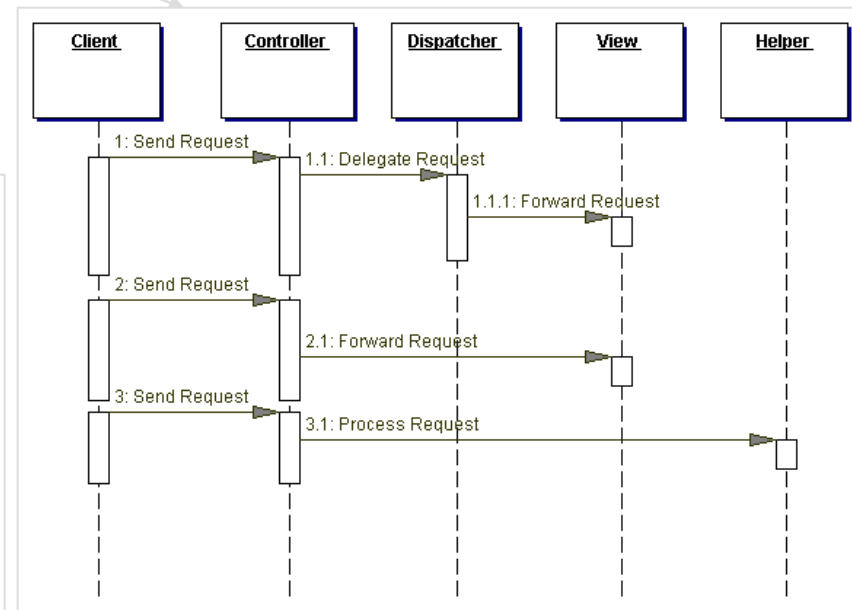 Client
Controller
Dispatcher
View
Helper
1: Send Request
1.1: Delegate Request
1.1.1: Forward Request
2: Send Request
2.1: Forward Request
3: Send Request
3.1: Process Request